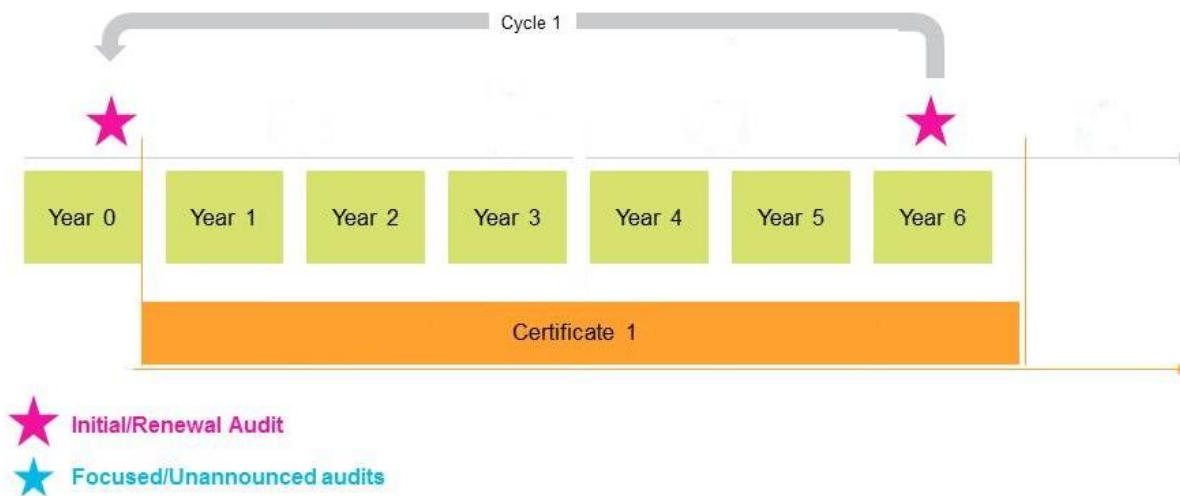 Cycle 1
Year 0 Year 1 Year 2 Year 3 Year 4 Year 5 Year 6
Certificate 1
Initial/Renewal Audit
Focused/Unannounced audits